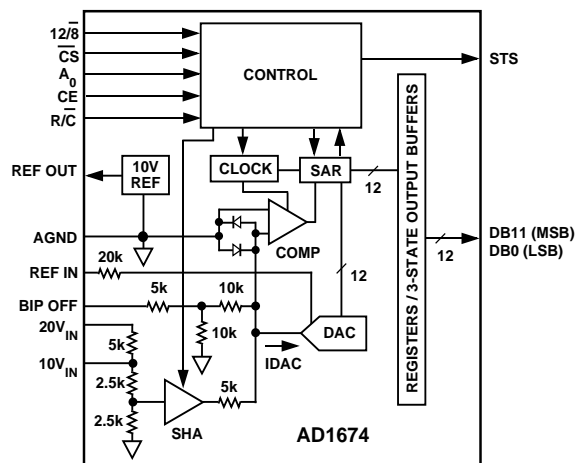 12/8̅
C̅S̅
A0
CE
R/C̅
REF OUT
AGND
REF IN
BIP OFF
20VIN
10VIN
CONTROL
STS
10V
REF
CLOCK
SAR
12
COMP
12
20k
5k
10k
10k
5k
2.5k
2.5k
SHA
5k
IDAC
DAC
REGISTERS / 3-STATE OUTPUT BUFFERS
12
DB11 (MSB)
DB0 (LSB)
AD1674